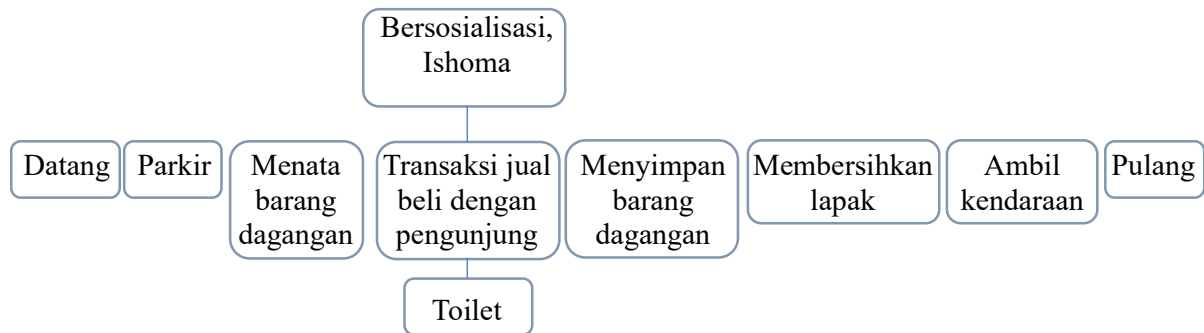 Bersosialisasi,
Ishoma
Datang
Parkir
Menata
barang
dagangan
Transaksi jual
beli dengan
pengunjung
Menyimpan
barang
dagangan
Membersihkan
lapak
Ambil
kendaraan
Pulang
Toilet